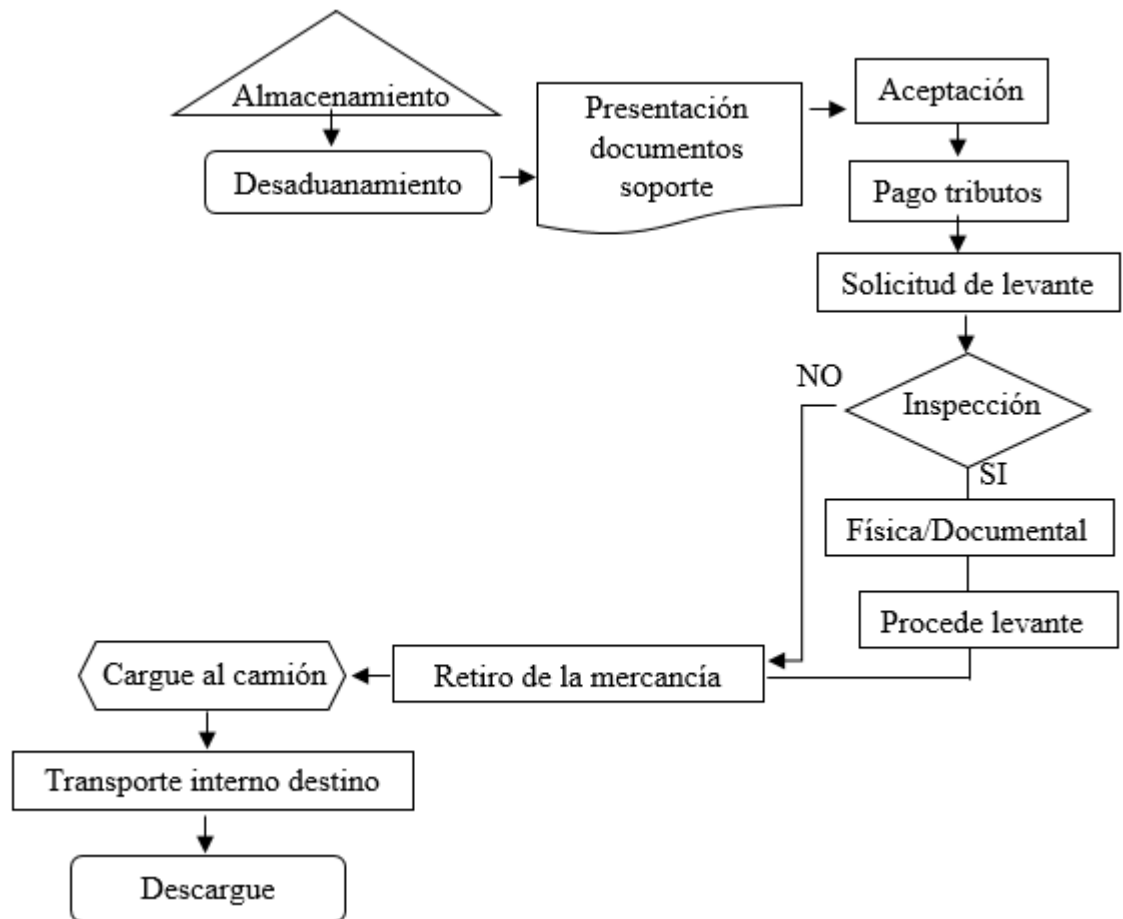 Almacenamiento
Desaduanamiento
Presentación
documentos
soporte
Aceptación
Pago tributos
Solicitud de levante
Inspección
NO
SI
Física/Documental
Procede levante
Retiro de la mercancía
Cargue al camión
Transporte interno destino
Descargue